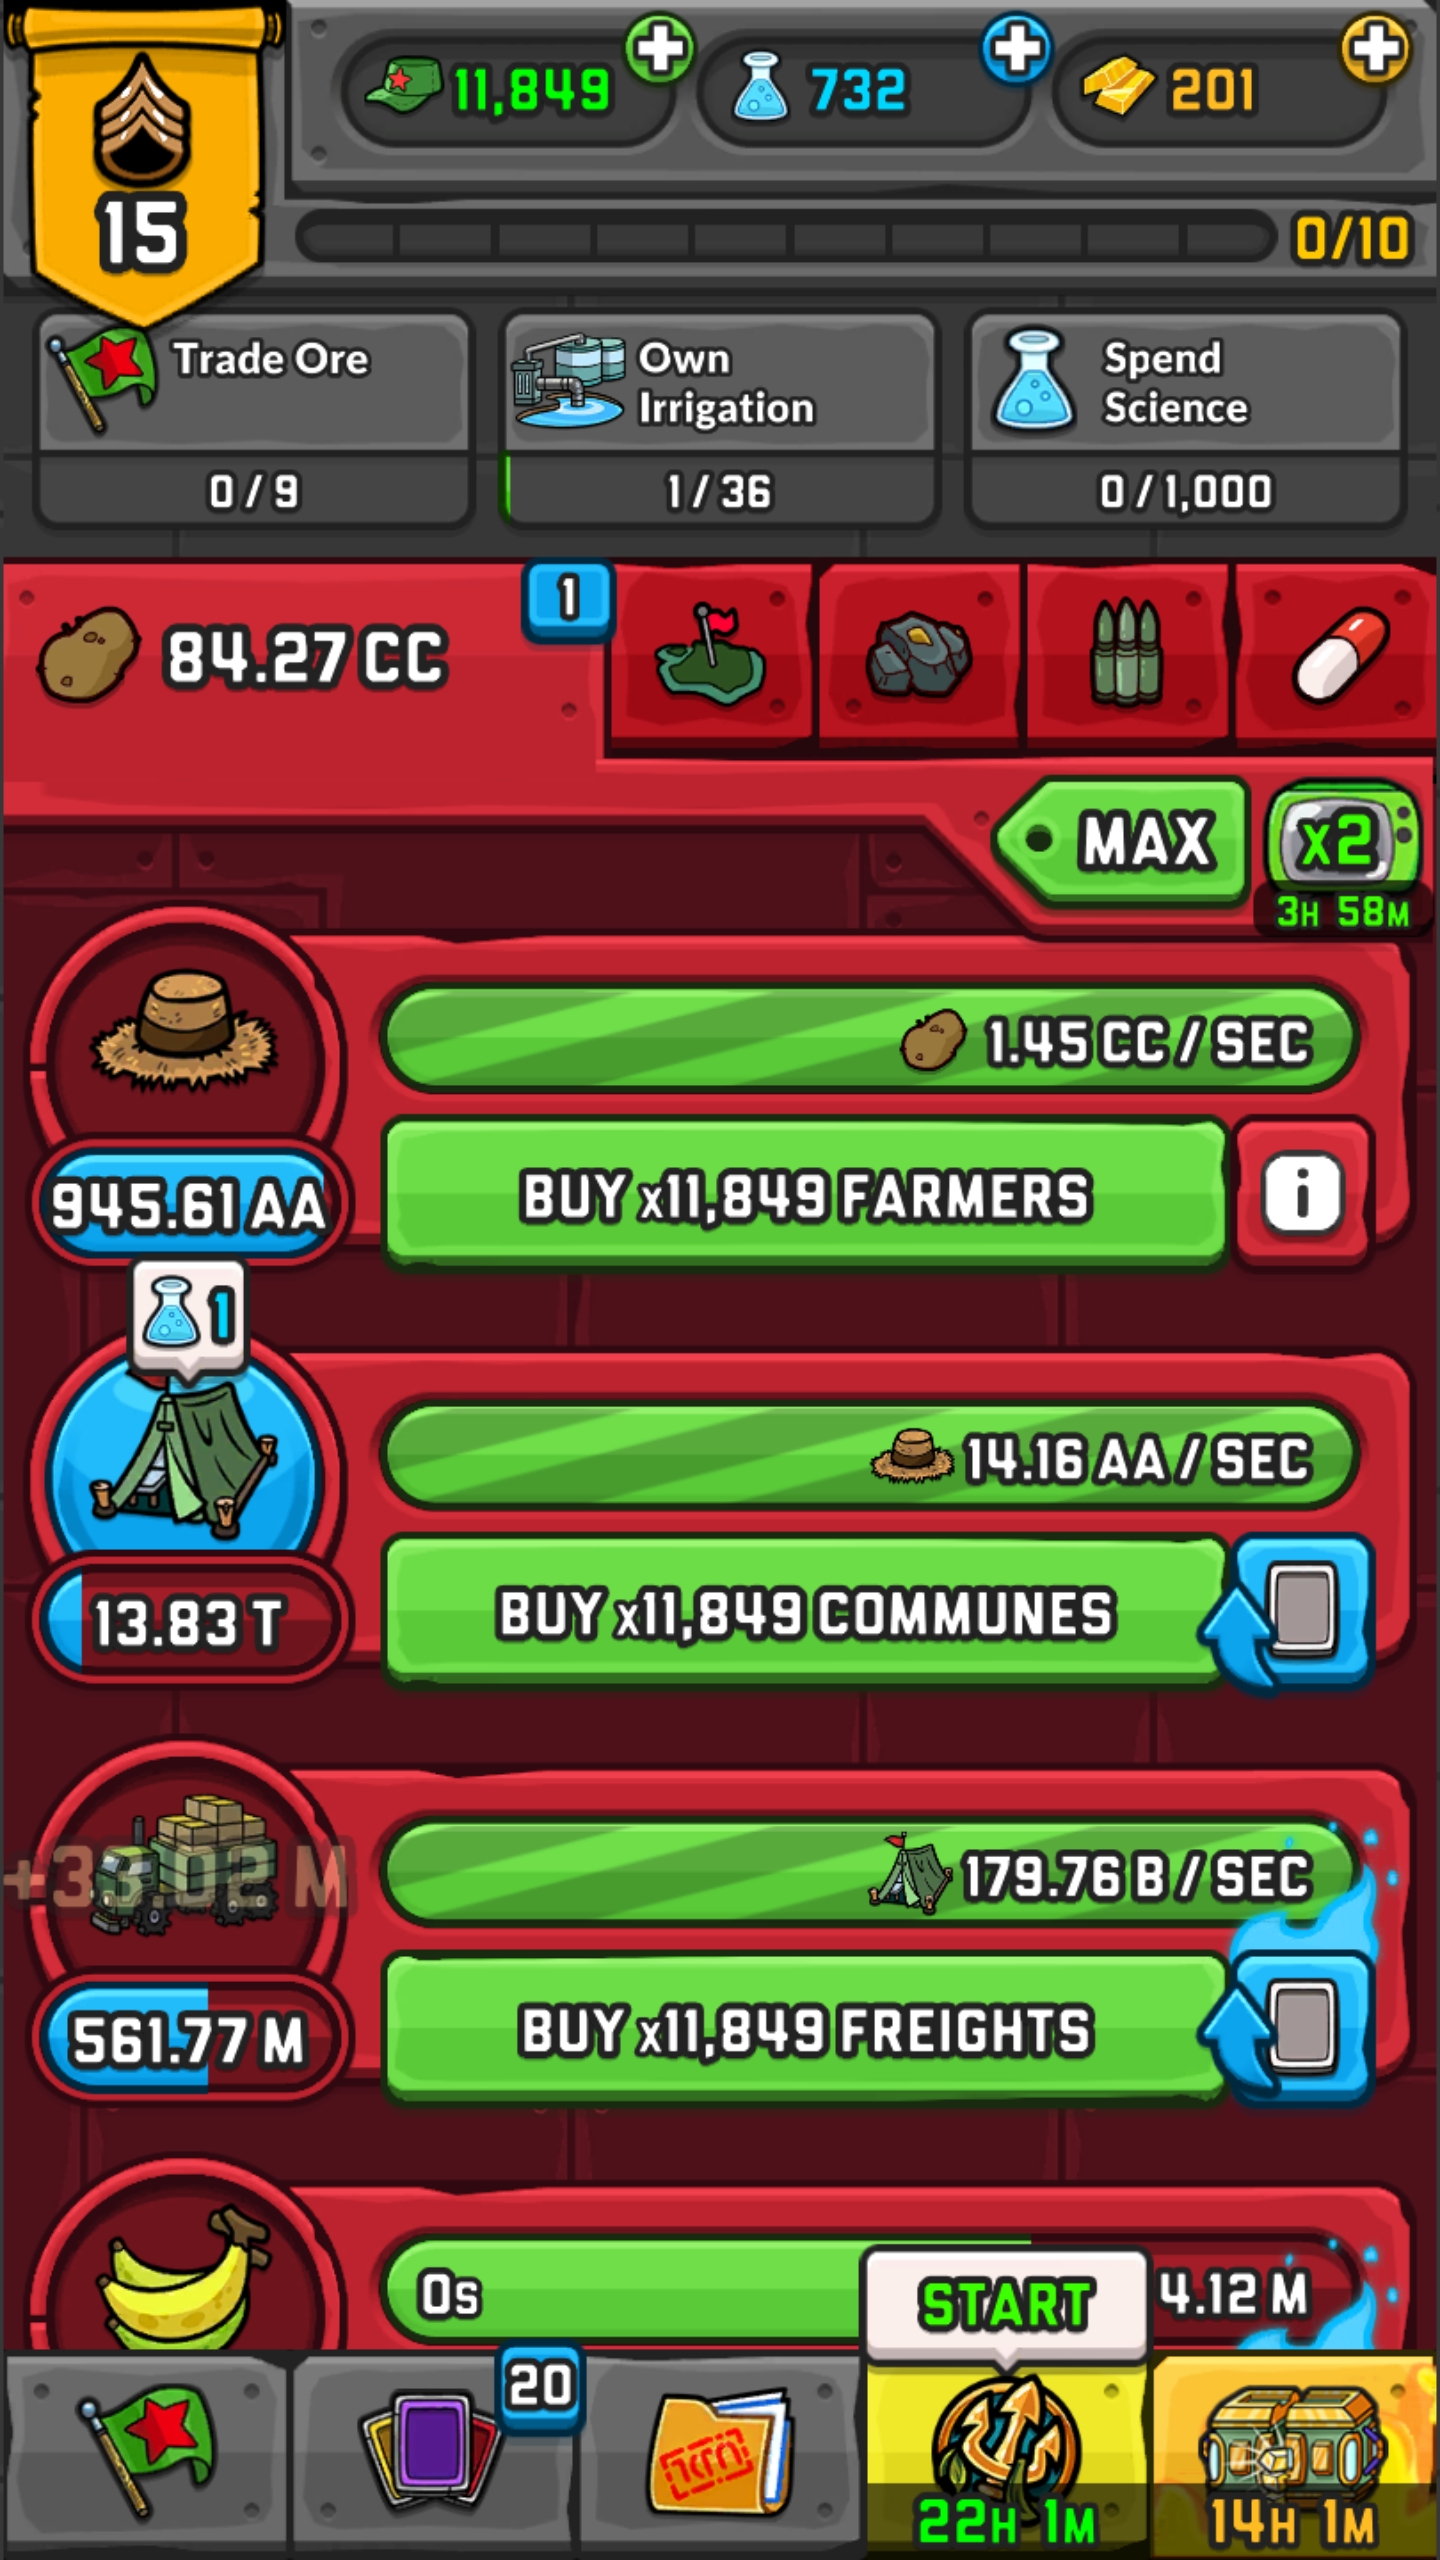 11,849
732
201
15
0/10
Trade Ore
0 / 9
Own
Irrigation
1 / 36
Spend
Science
0 / 1,000
84.27 CC
1
MAX
x2
3H 58M
1.45 CC / SEC
945.61 AA
BUY x11,849 FARMERS
i
1
14.16 AA / SEC
13.83 T
BUY x11,849 COMMUNES
179.76 B / SEC
561.77 M
BUY x11,849 FREIGHTS
0s
4.12 M
START
20
22H 1M
14H 1M